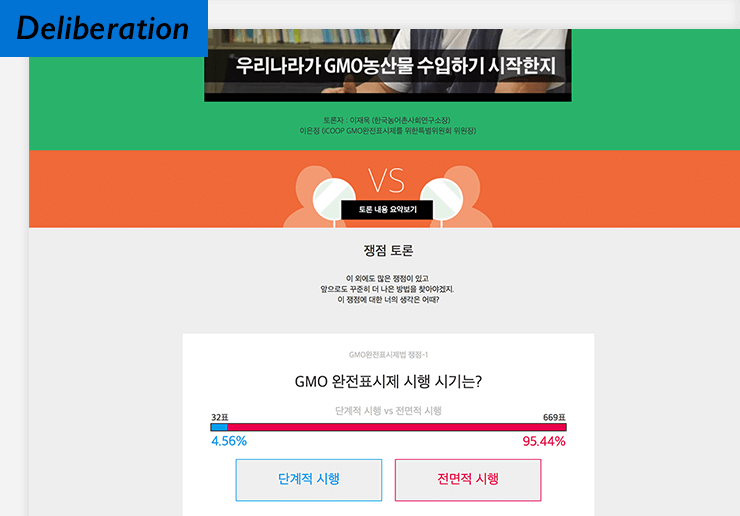 Deliberation
우리나라가 GMO농산물 수입하기 시작한지
토론자 : 이재욱 (한국농어촌사회연구소장)
이은정 (iCOOP GMO완전표시제를 위한특별위원회 위원장)
VS
토론 내용 요약보기
쟁점 토론
이 외에도 많은 쟁점이 있고
앞으로도 꾸준히 더 나은 방법을 찾아야겠지.
이 쟁점에 대한 너의 생각은 어때?
GMO완전표시제법 쟁점-1
GMO 완전표시제 시행 시기는?
단계적 시행 vs 전면적 시행
32표 669표
4.56% 95.44%
단계적 시행 전면적 시행